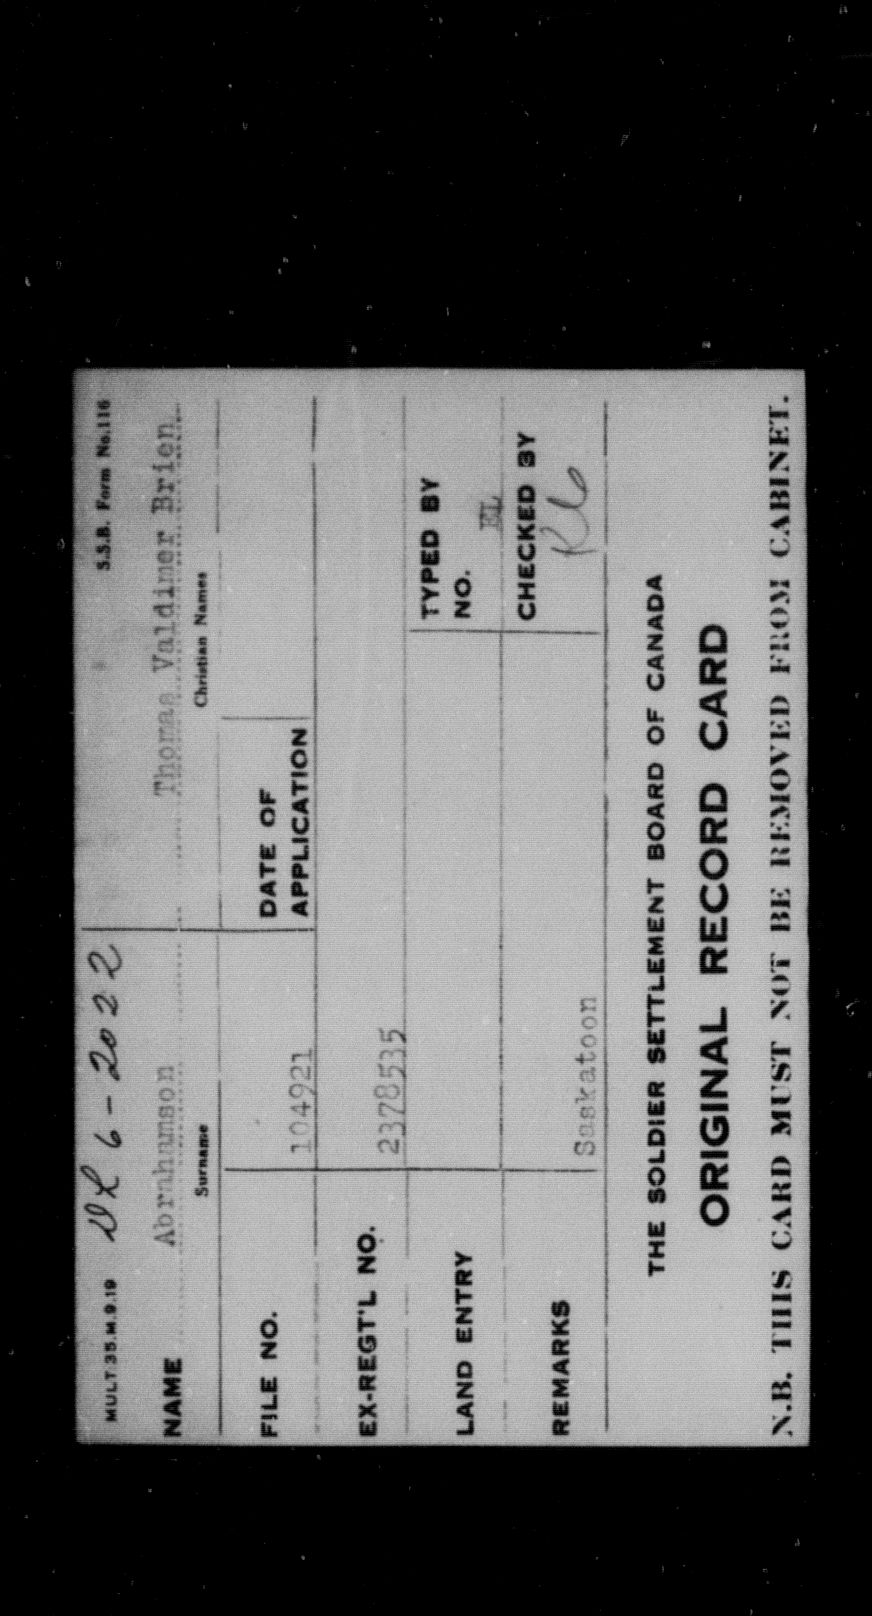 MULT 35.M.9.19 VL 6-2022 S.S.B. Form No.116
NAME Abrahamson Thomas Valdimer Brien
Surname Christian Names
FILE NO. 104921 DATE OF APPLICATION
EX-REGT'L NO. 2378535
LAND ENTRY TYPED BY NO. EL
REMARKS Saskatoon CHECKED BY
THE SOLDIER SETTLEMENT BOARD OF CANADA
ORIGINAL RECORD CARD
N.B. THIS CARD MUST NOT BE REMOVED FROM CABINET.